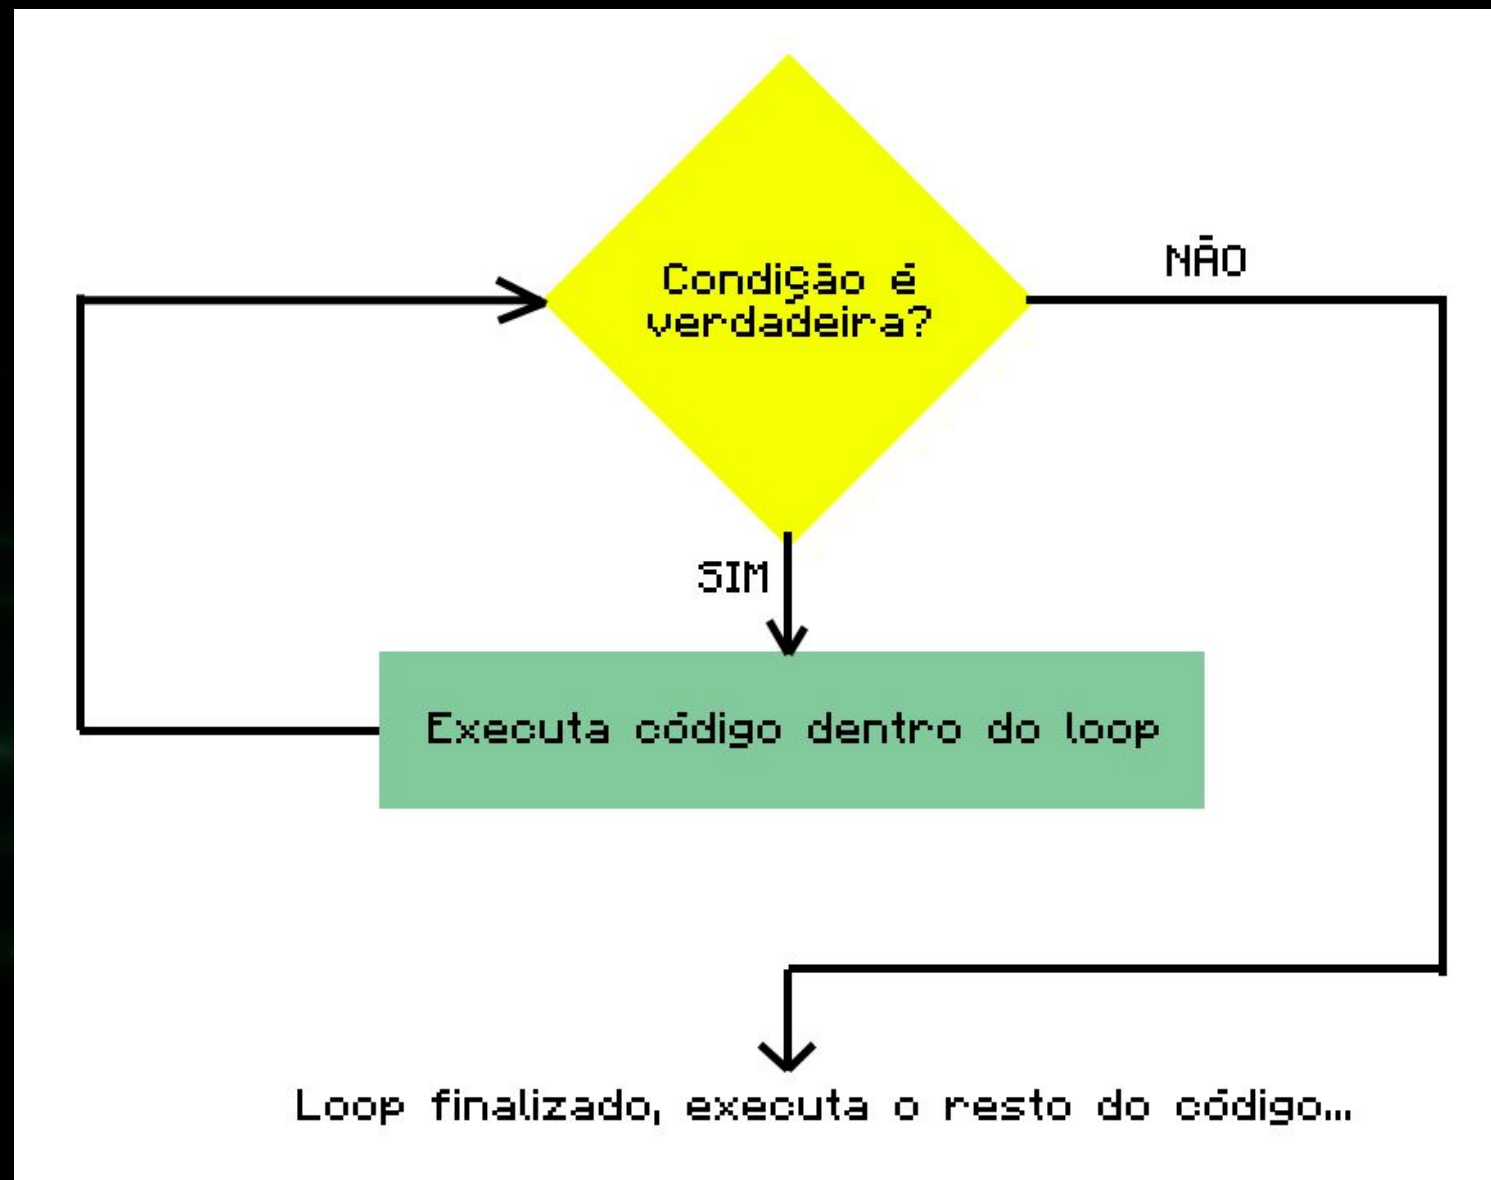 Condição é
verdadeira?
NÃO
SIM
Executa código dentro do loop
Loop finalizado, executa o resto do código...